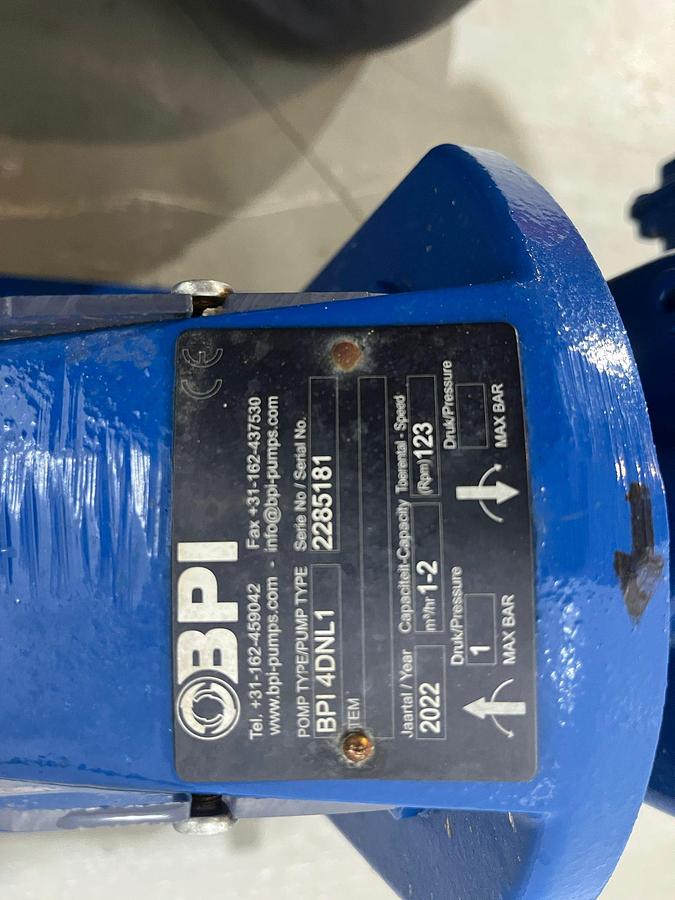 BPI
CE
Tel. +31-162-459042 Fax +31-162-437530
www.bpi-pumps.com - info@bpi-pumps.com
POMP TYPE/PUMP TYPE Serie No / Serial No.
BPI 4DNL1 2285181
ITEM
Jaartal / Year Capaciteit-Capacity Toerental - Speed
2022 m³/hr 1-2 (Rpm) 123
Druk/Pressure Druk/Pressure
1
MAX BAR MAX BAR